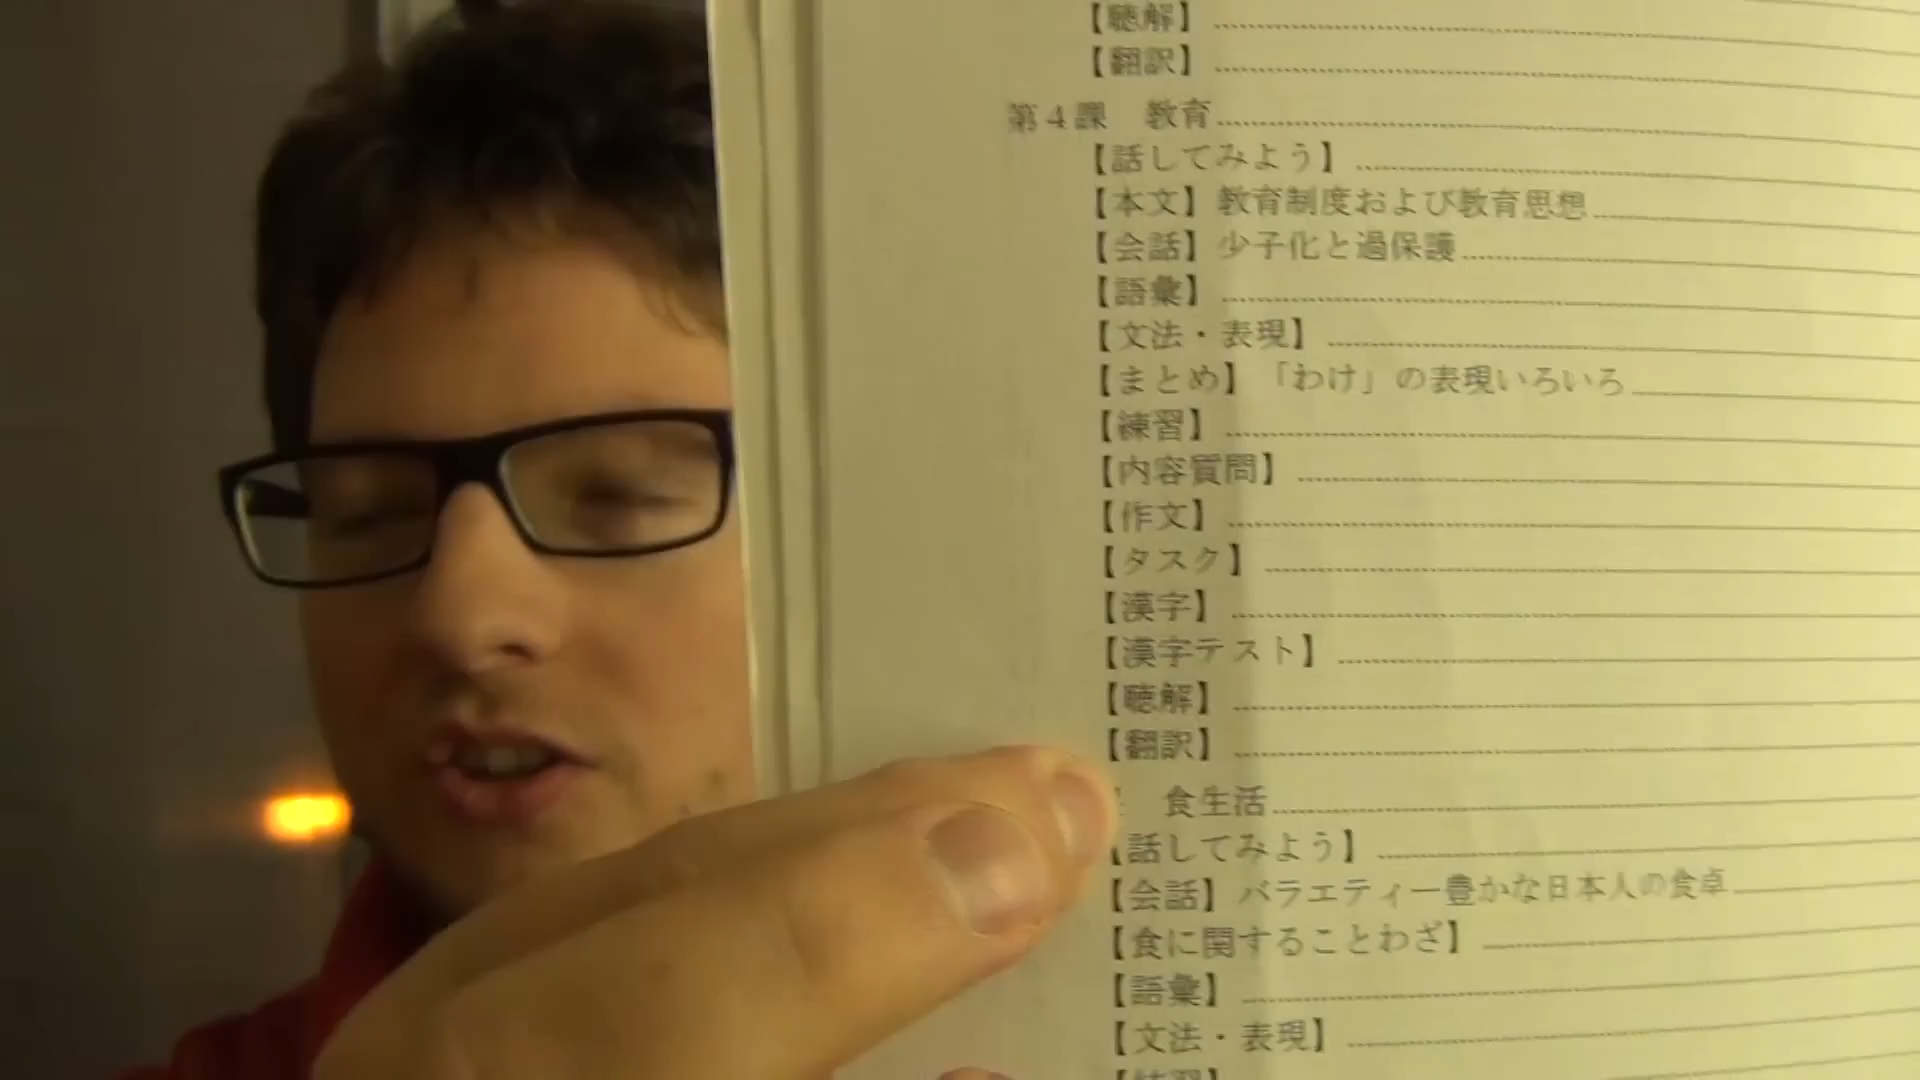 【聴解】
【翻訳】
第4課 教育
【話してみよう】
【本文】教育制度および教育思想
【会話】少子化と過保護
【語彙】
【文法・表現】
【まとめ】「わけ」の表現いろいろ
【練習】
【内容質問】
【作文】
【タスク】
【漢字】
【漢字テスト】
【聴解】
【翻訳】
食生活
【話してみよう】
【会話】バラエティー豊かな日本人の食卓
【食に関することわざ】
【語彙】
【文法・表現】